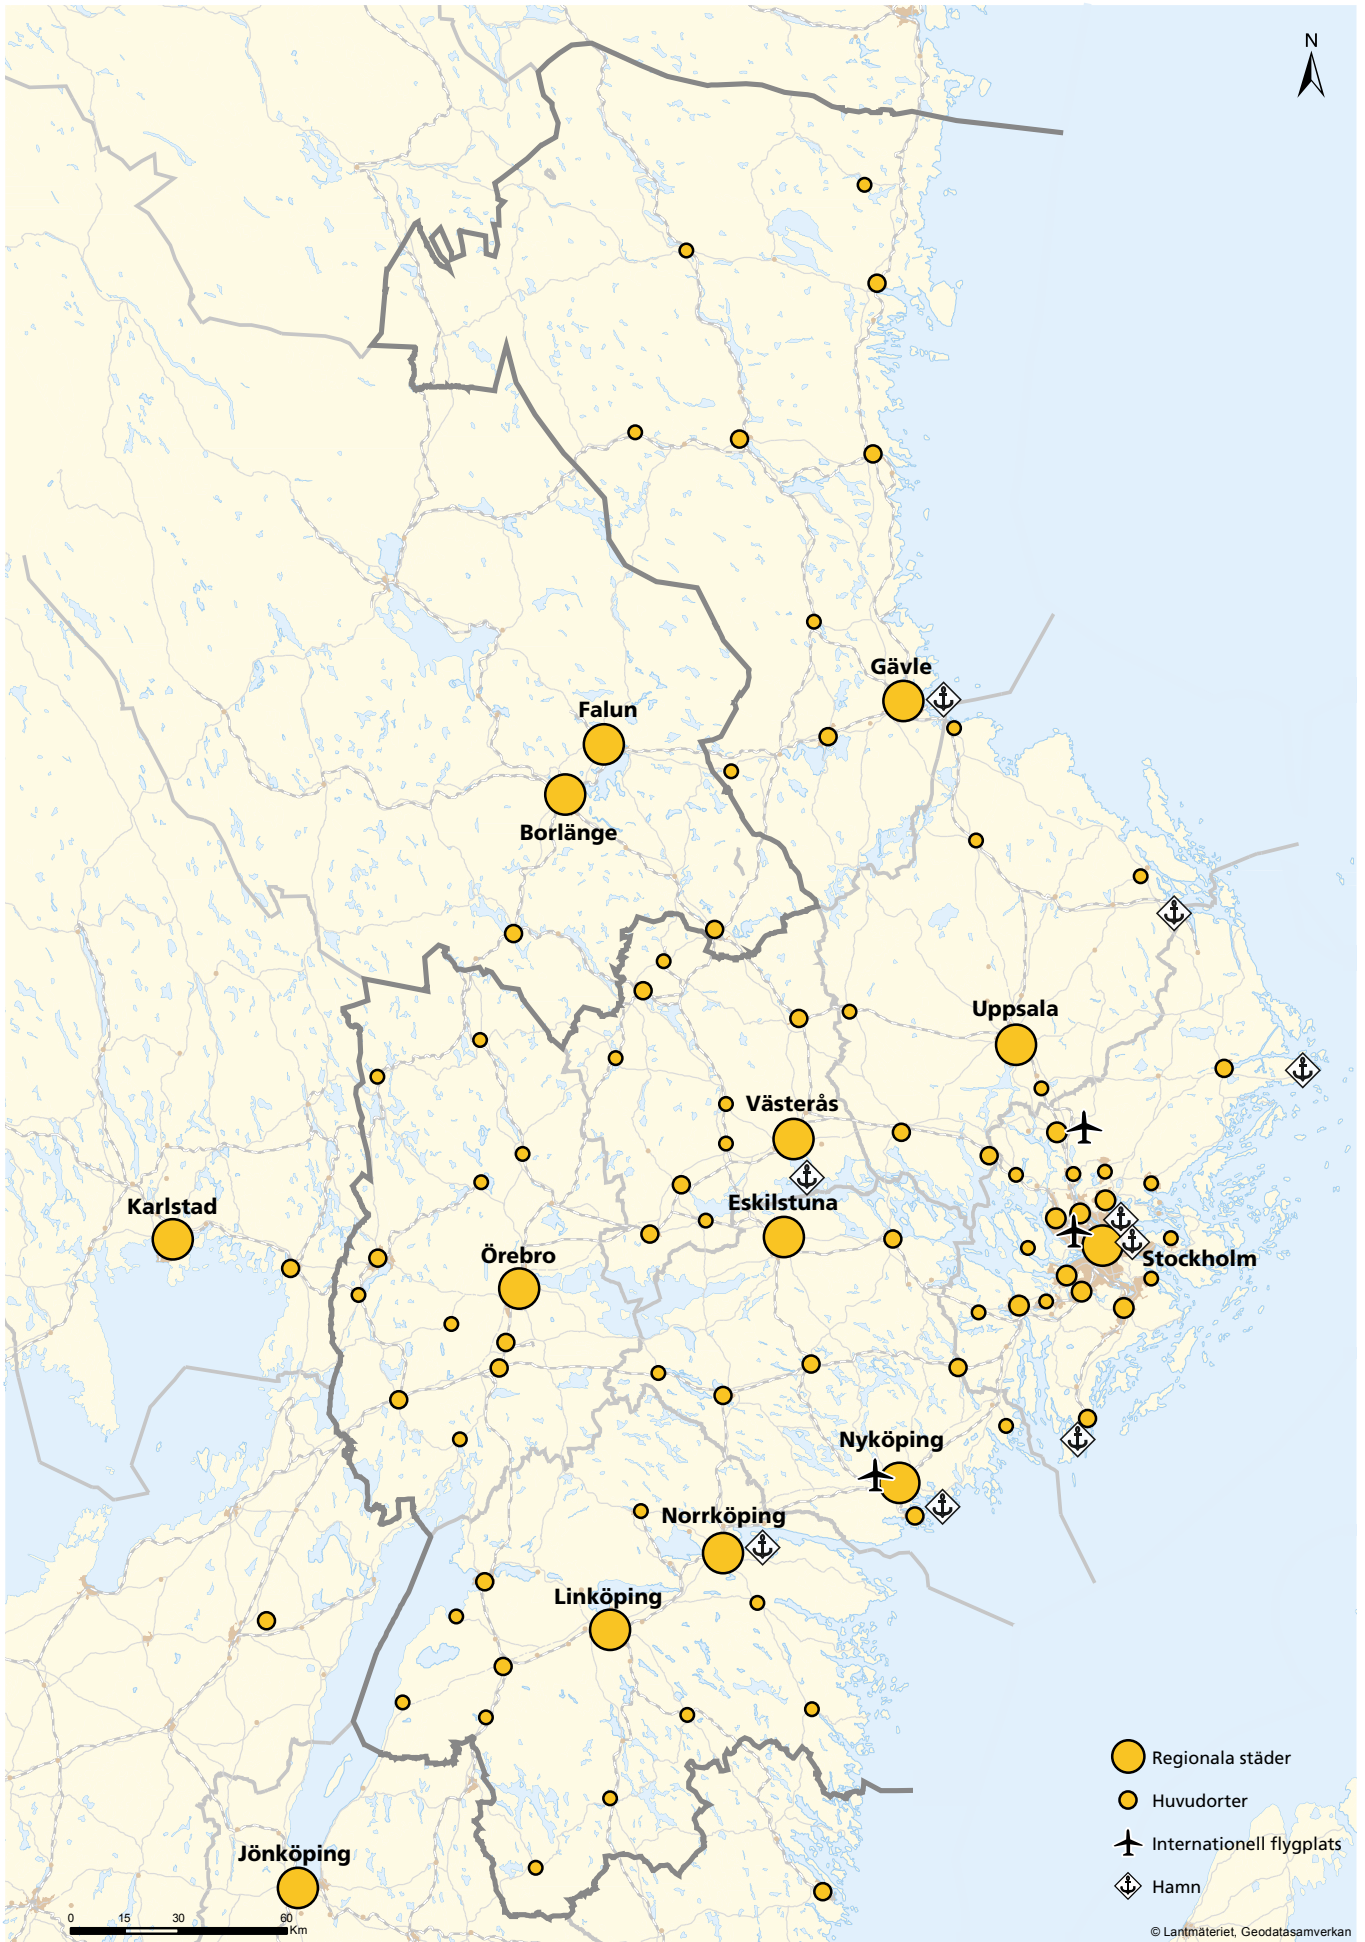 N
Gävle
Falun
Borlänge
Uppsala
Västerås
Karlstad
Eskilstuna
Örebro
Stockholm
Nyköping
Norrköping
Linköping
Jönköping
Regionala städer
Huvudorter
Internationell flygplats
Hamn
0 15 30 60
Km
© Lantmäteriet, Geodatasamverkan